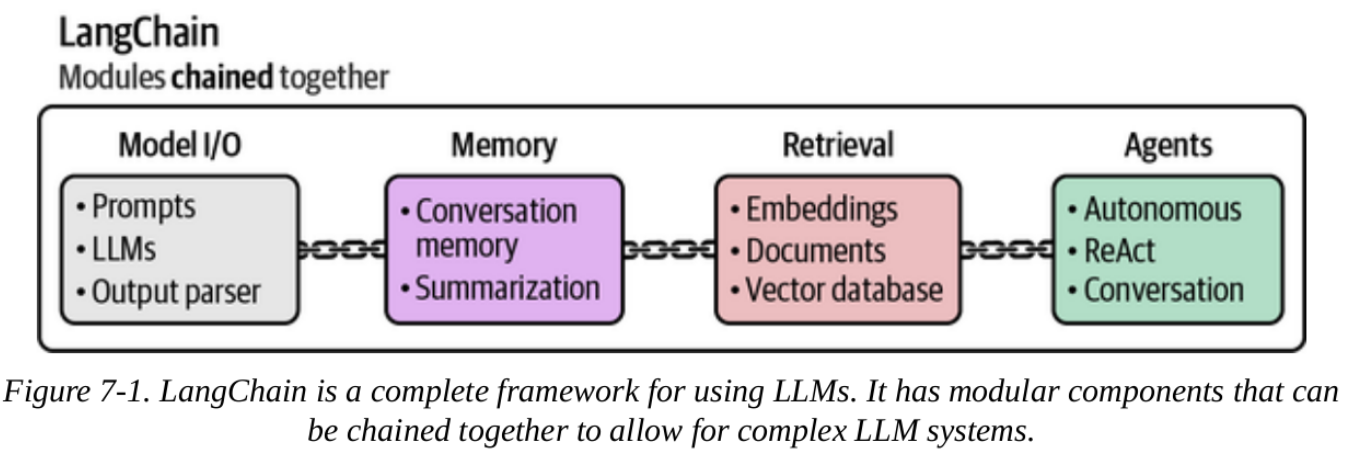 LangChain
Modules chained together
Model I/O
• Prompts
• LLMs
• Output parser
Memory
• Conversation
memory
• Summarization
Retrieval
• Embeddings
• Documents
• Vector database
Agents
• Autonomous
• ReAct
• Conversation
Figure 7-1. LangChain is a complete framework for using LLMs. It has modular components that can
be chained together to allow for complex LLM systems.